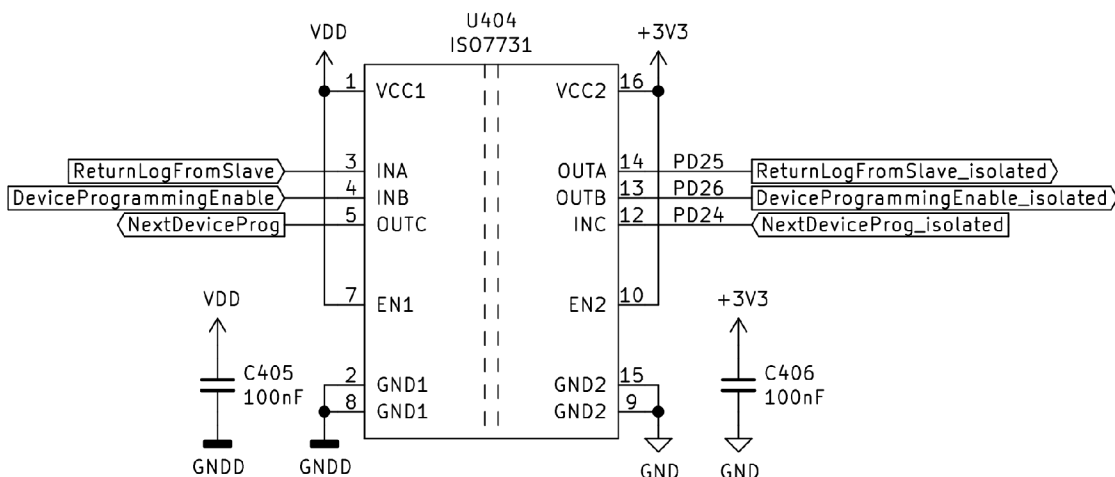 U404
ISO7731
VDD
+3V3
1 VCC1 VCC2 16
ReturnLogFromSlave 3 INA OUTA 14 PD25 ReturnLogFromSlave_isolated
DeviceProgrammingEnable 4 INB OUTB 13 PD26 DeviceProgrammingEnable_isolated
NextDeviceProg 5 OUTC INC 12 PD24 NextDeviceProg_isolated
7 EN1 EN2 10
VDD
+3V3
C405
100nF
2 GND1 GND2 15
8 GND1 GND2 9
C406
100nF
GNDD
GNDD
GND
GND